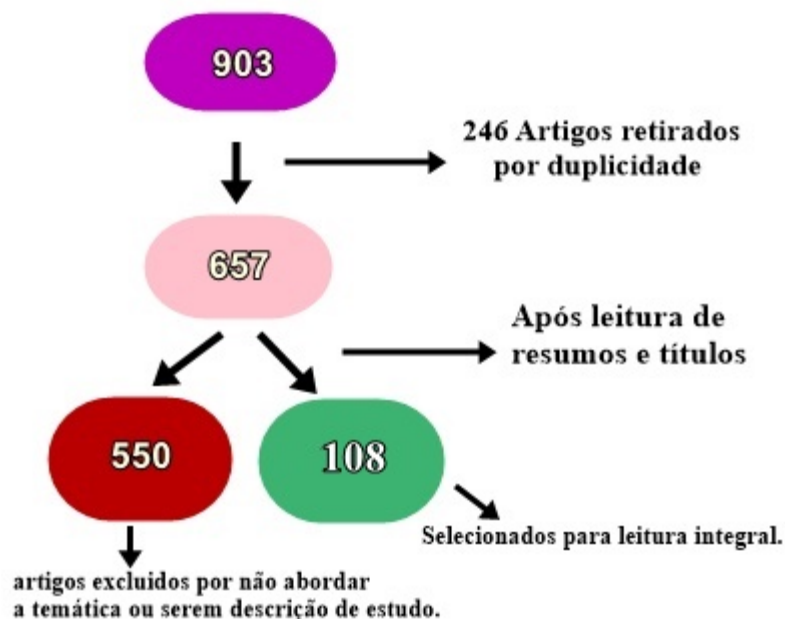 903
246 Artigos retirados
por duplicidade
657
Após leitura de
resumos e títulos
550
108
Selecionados para leitura integral.
artigos excluidos por não abordar
a temática ou serem descrição de estudo.